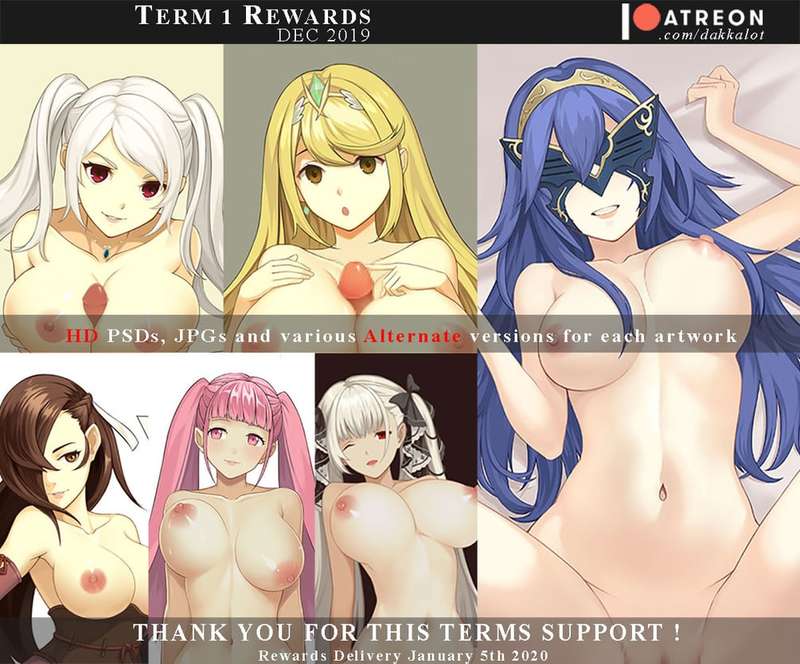 TERM 1 REWARDS
DEC 2019
PATREON
.com/dakkalot
HD PSDs, JPGs and various Alternate versions for each artwork
THANK YOU FOR THIS TERMS SUPPORT !
Rewards Delivery January 5th 2020